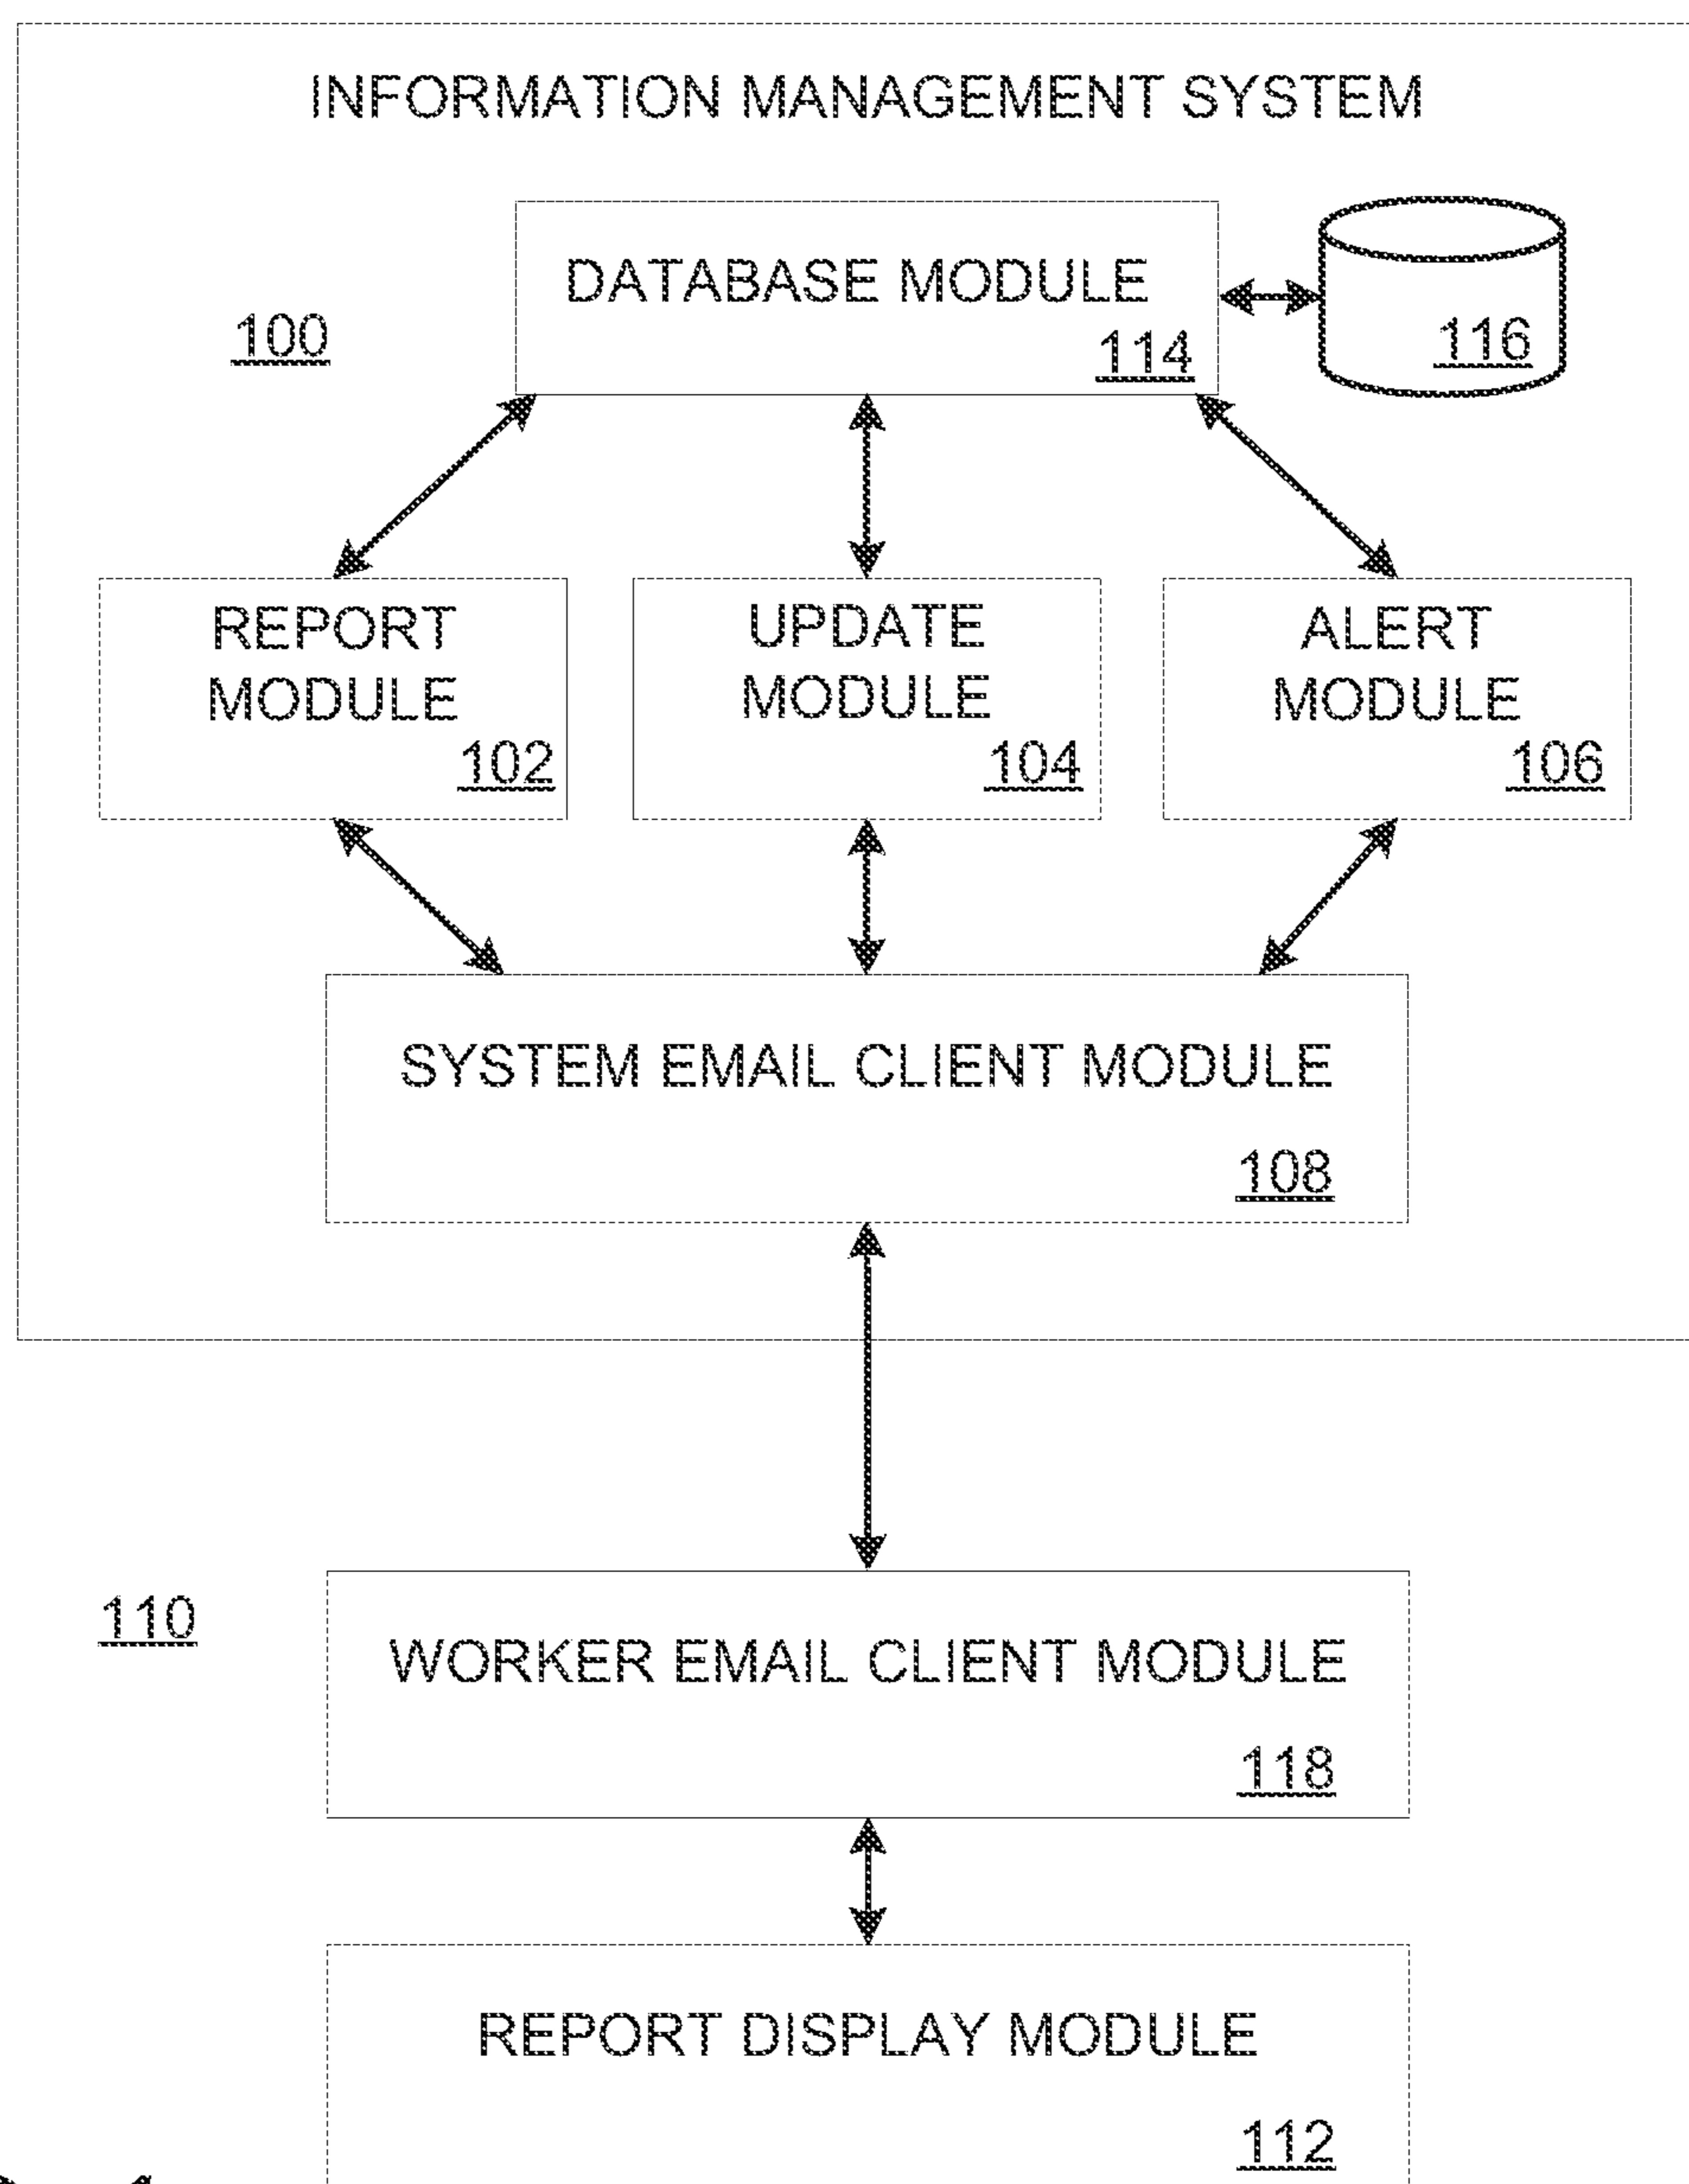 INFORMATION MANAGEMENT SYSTEM
DATABASE MODULE
114
116
100
REPORT
MODULE
102
UPDATE
MODULE
104
ALERT
MODULE
106
SYSTEM EMAIL CLIENT MODULE
108
110
WORKER EMAIL CLIENT MODULE
118
REPORT DISPLAY MODULE
112